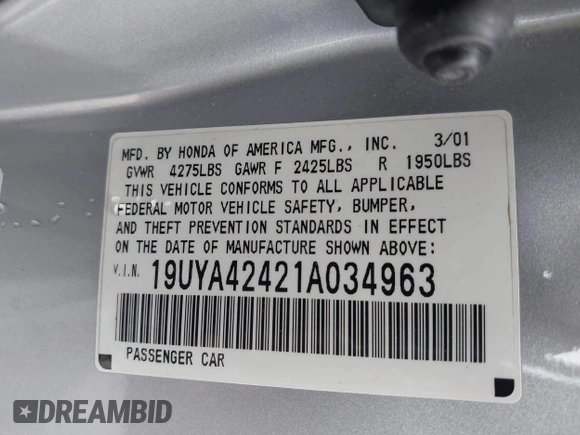 MFD. BY HONDA OF AMERICA MFG., INC. 3/01
GVWR 4275LBS GAWR F 2425LBS R 1950LBS
THIS VEHICLE CONFORMS TO ALL APPLICABLE
FEDERAL MOTOR VEHICLE SAFETY, BUMPER,
AND THEFT PREVENTION STANDARDS IN EFFECT
ON THE DATE OF MANUFACTURE SHOWN ABOVE:
V.I.N. 19UYA42421A034963
PASSENGER CAR
DREAMBID